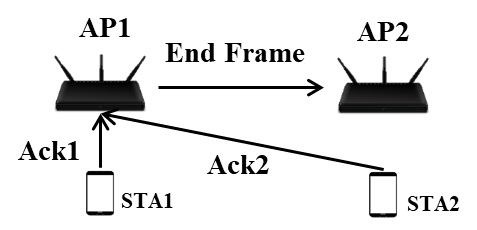 AP1
AP2
End Frame
Ack1
Ack2
STA1
STA2